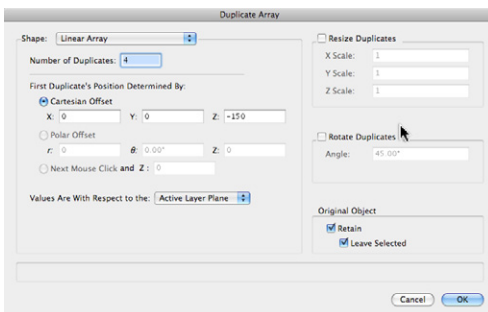 Duplicate Array
Shape: Linear Array
Number of Duplicates: 4
First Duplicate's Position Determined By:
Cartesian Offset
X: 0 Y: 0 Z: -150
Polar Offset
r: 0 θ: 0.00° Z: 0
Next Mouse Click and Z : 0
Values Are With Respect to the: Active Layer Plane
Resize Duplicates
X Scale: 1
Y Scale: 1
Z Scale: 1
Rotate Duplicates
Angle: 45.00°
Original Object
Retain
Leave Selected
Cancel OK